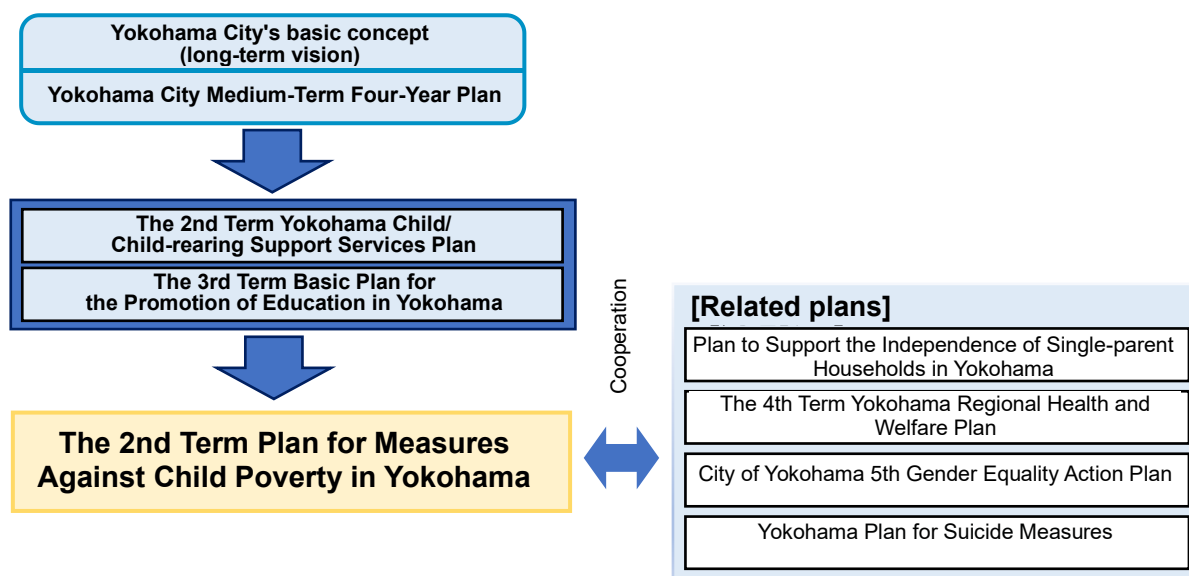 Yokohama City's basic concept
(long-term vision)
Yokohama City Medium-Term Four-Year Plan
The 2nd Term Yokohama Child/
Child-rearing Support Services Plan
The 3rd Term Basic Plan for
the Promotion of Education in Yokohama
The 2nd Term Plan for Measures
Against Child Poverty in Yokohama
Cooperation
[Related plans]
Plan to Support the Independence of Single-parent
Households in Yokohama
The 4th Term Yokohama Regional Health and
Welfare Plan
City of Yokohama 5th Gender Equality Action Plan
Yokohama Plan for Suicide Measures